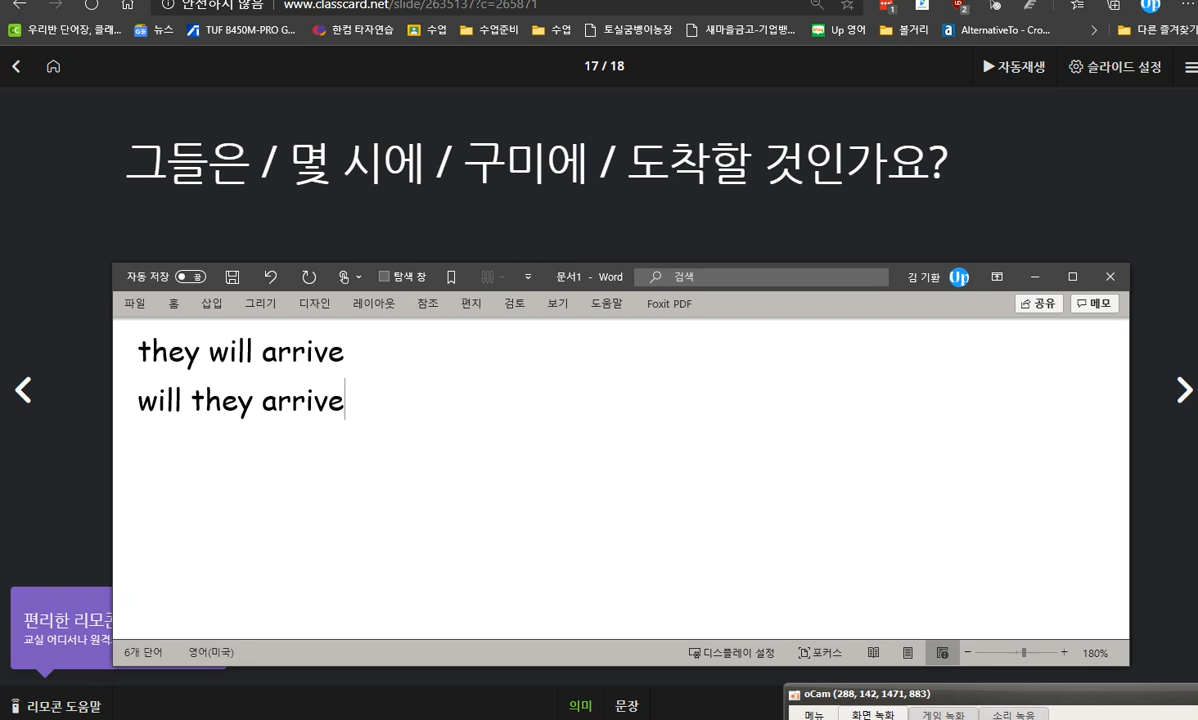 안전하지 않음 | www.classcard.net/slide/2635137?c=265871
우리반 단어장, 클래... 뉴스 TUF B450M-PRO G... 한컴 타자연습 수업 수업준비 수업 토실금뱅이농장 새마을금고-기업뱅... Up 영어 볼거리 AlternativeTo - Cro... 다른 즐겨찾기
17 / 18 자동재생 슬라이드 설정
그들은 / 몇 시에 / 구미에 / 도착할 것인가요?
자동 저장 끔 탐색 창 문서1 - Word 검색 김 기환 Up
파일 홈 삽입 그리기 디자인 레이아웃 참조 편지 검토 보기 도움말 Foxit PDF 공유 메모
they will arrive
will they arrive
편리한 리모콘
교실 어디서나 원격
6개 단어 영어(미국) 디스플레이 설정 포커스 180%
리모콘 도움말 의미 문장
oCam (288, 142, 1471, 883)
메뉴 화면 녹화 게임 녹화 소리 녹음